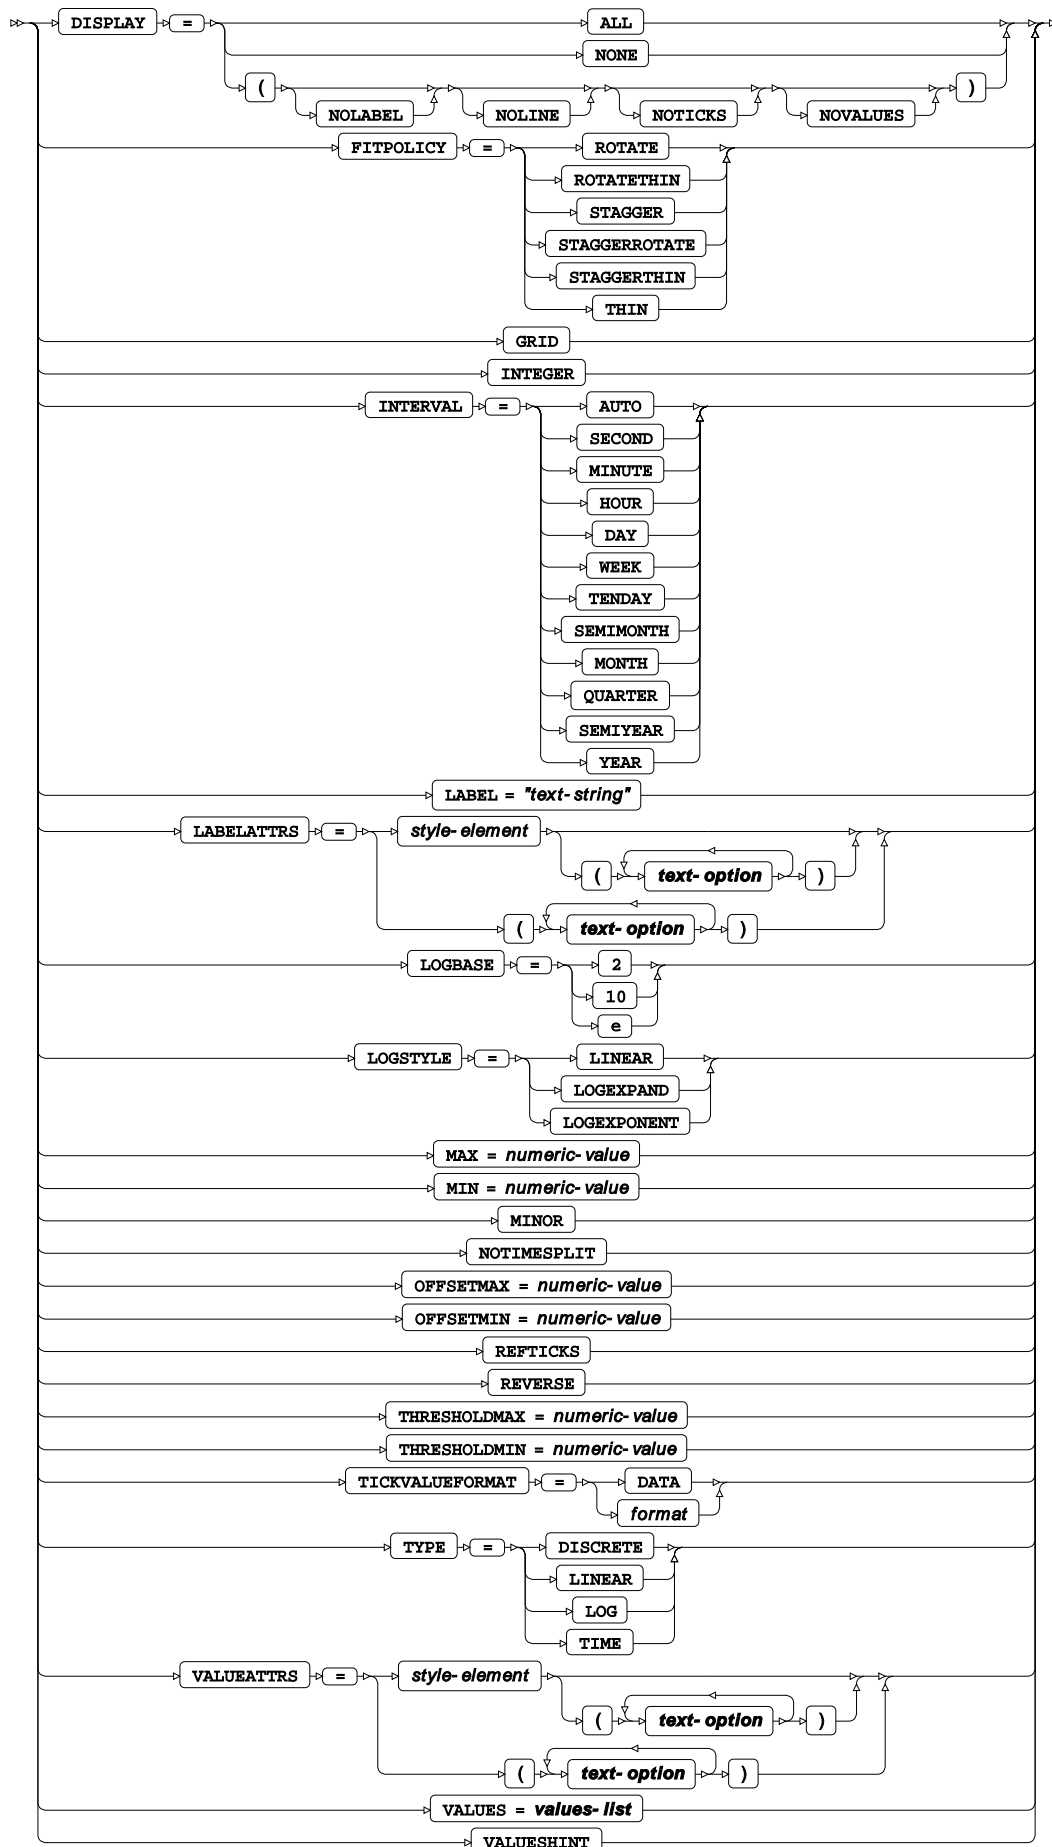 DISPLAY = ALL
NONE
( NOLABEL NOLINE NOTICKS NOVALUES )
FITPOLICY = ROTATE
ROTATETHIN
STAGGER
STAGGERROTATE
STAGGERTHIN
THIN
GRID
INTEGER
INTERVAL = AUTO
SECOND
MINUTE
HOUR
DAY
WEEK
TENDAY
SEMIMONTH
MONTH
QUARTER
SEMIYEAR
YEAR
LABEL = "text-string"
LABELATTRS = style-element
( text-option )
( text-option )
LOGBASE = 2
10
e
LOGSTYLE = LINEAR
LOGEXPAND
LOGEXPONENT
MAX = numeric-value
MIN = numeric-value
MINOR
NOTIMESPLIT
OFFSETMAX = numeric-value
OFFSETMIN = numeric-value
REFTICKS
REVERSE
THRESHOLDMAX = numeric-value
THRESHOLDMIN = numeric-value
TICKVALUEFORMAT = DATA
format
TYPE = DISCRETE
LINEAR
LOG
TIME
VALUEATTRS = style-element
( text-option )
( text-option )
VALUES = values-list
VALUESHINT